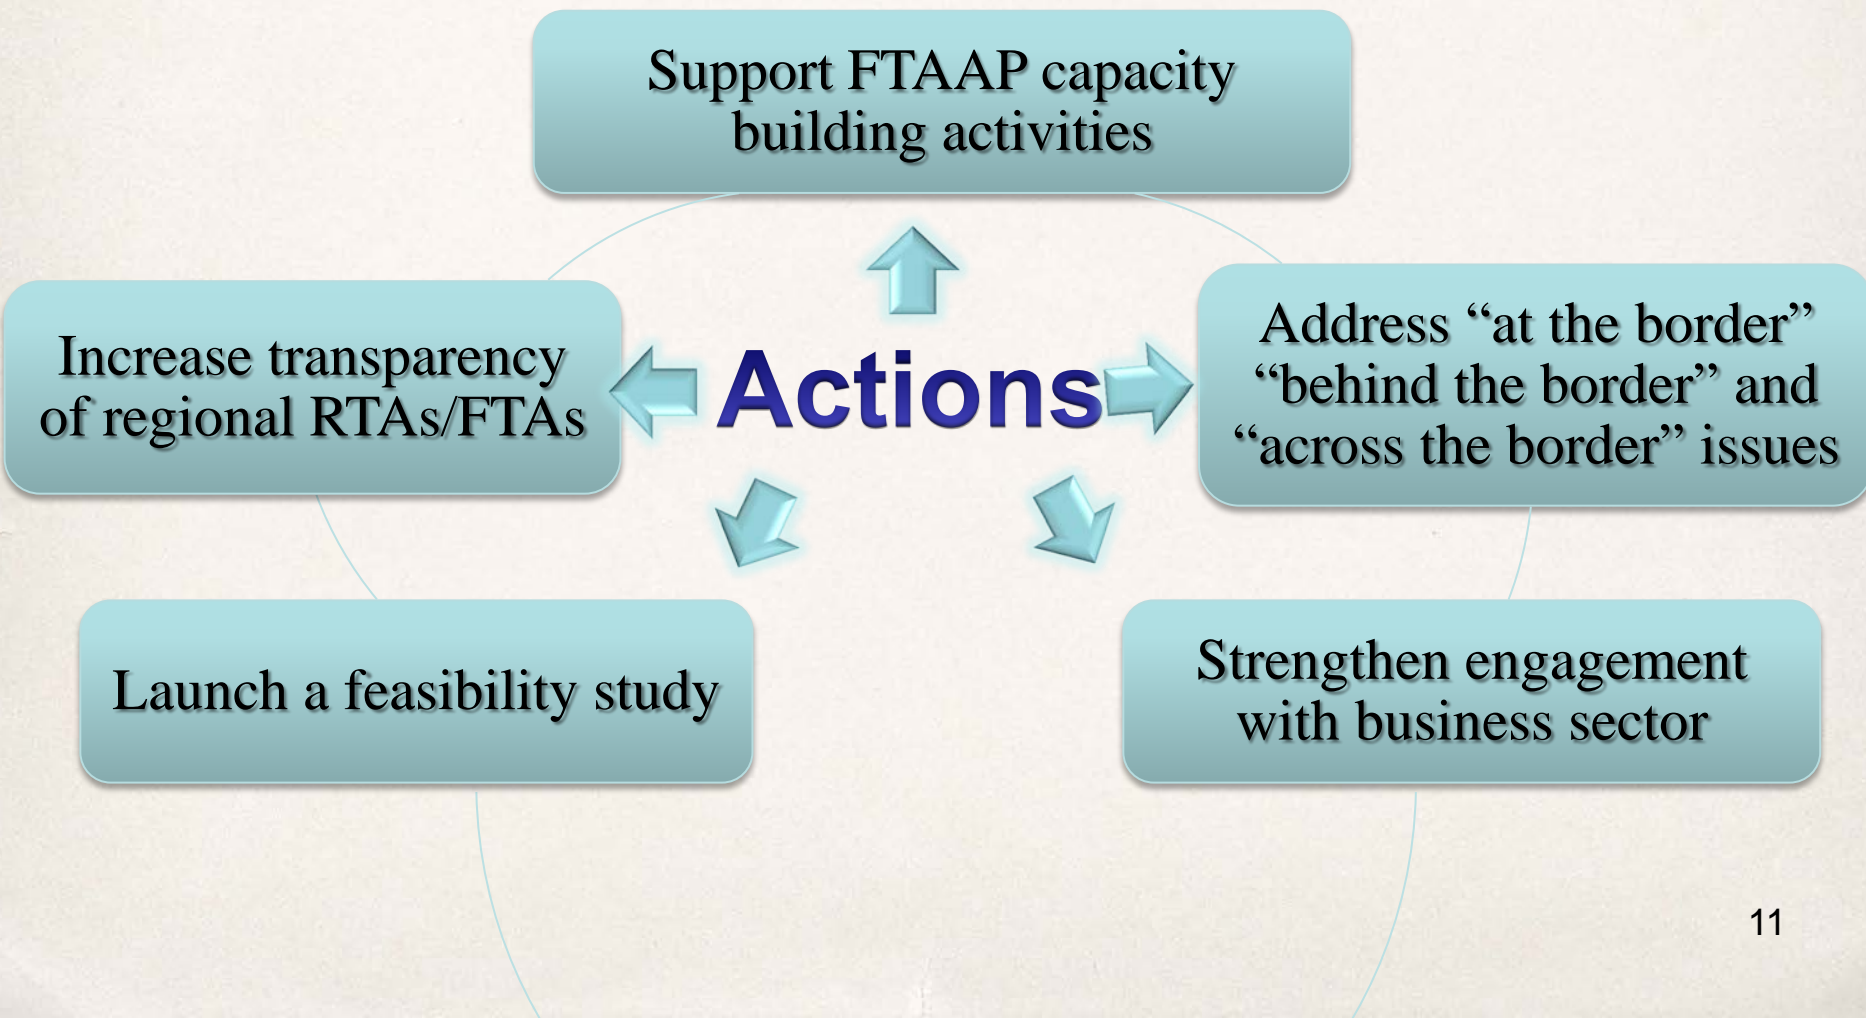 Support FTAAP capacity
building activities
Increase transparency
of regional RTAs/FTAs
Actions
Address “at the border”
“behind the border” and
“across the border” issues
Launch a feasibility study
Strengthen engagement
with business sector
11